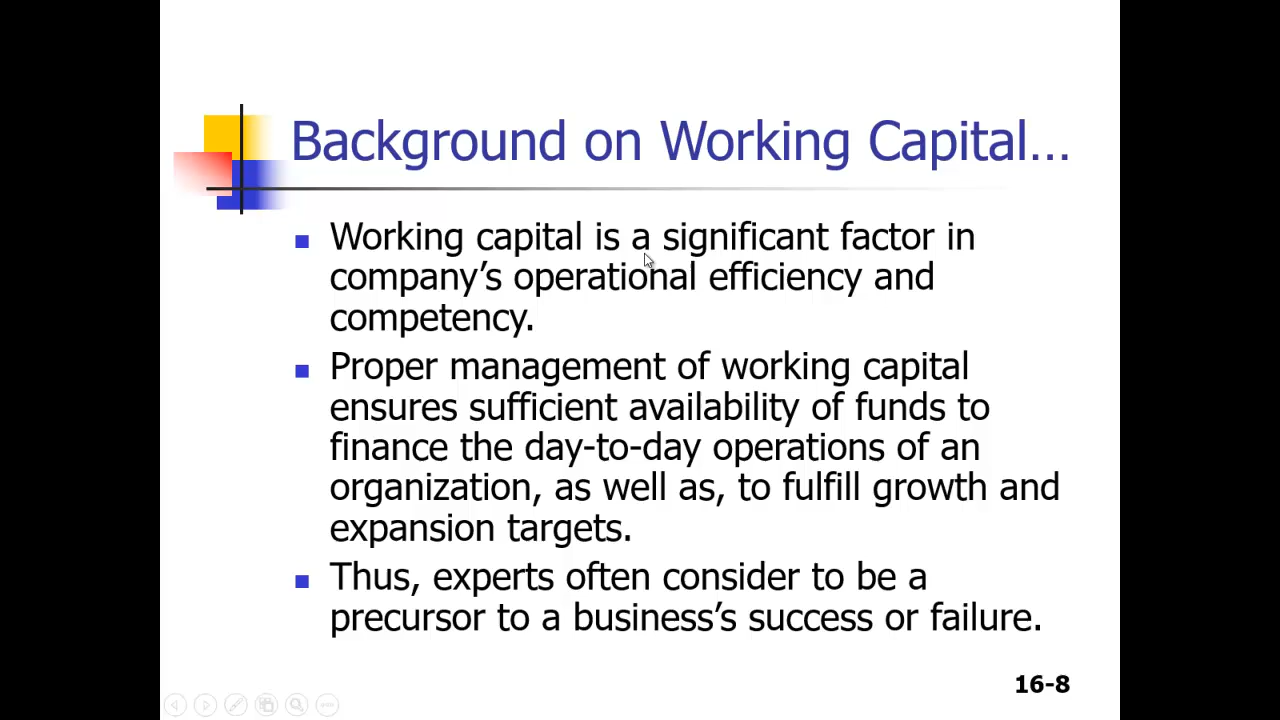 Background on Working Capital...
Working capital is a significant factor in
company's operational efficiency and
competency.
Proper management of working capital
ensures sufficient availability of funds to
finance the day-to-day operations of an
organization, as well as, to fulfill growth and
expansion targets.
Thus, experts often consider to be a
precursor to a business's success or failure.
16-8